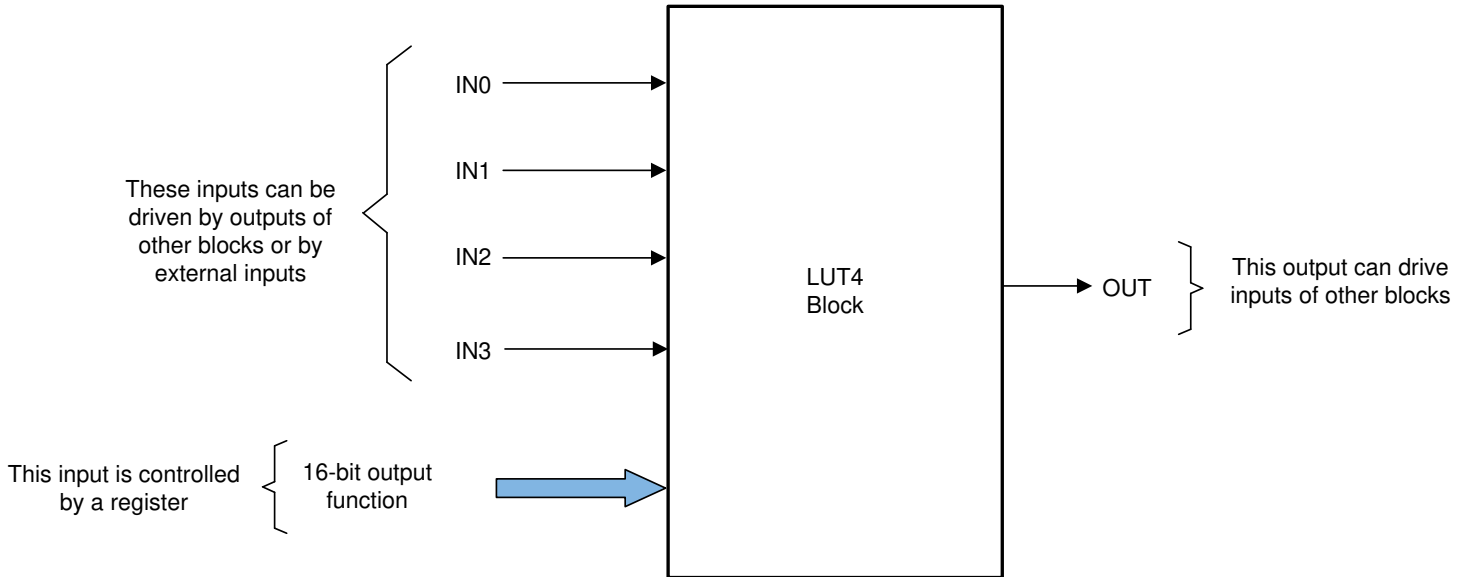 These inputs can be
driven by outputs of
other blocks or by
external inputs
IN0
IN1
IN2
IN3
This input is controlled
by a register
16-bit output
function
LUT4
Block
OUT
This output can drive
inputs of other blocks